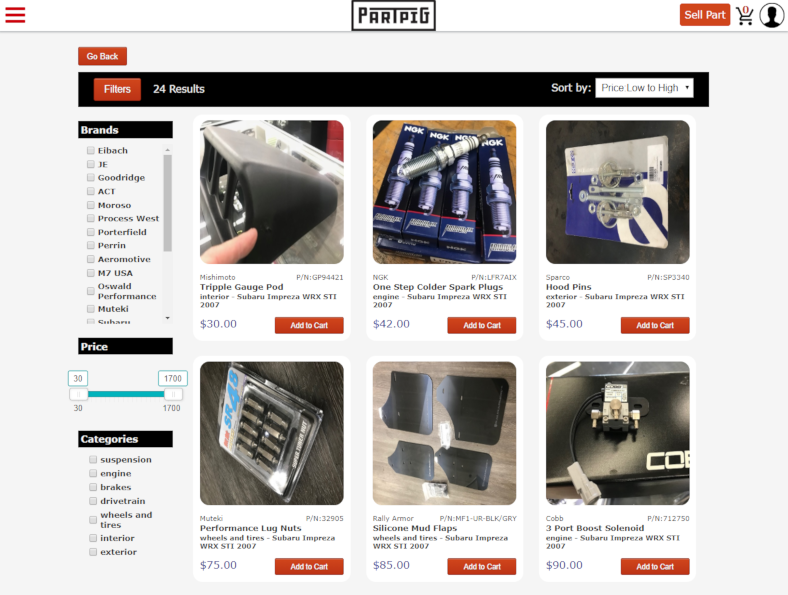 PARTPIG
Sell Part
0
Go Back
Filters
24 Results
Sort by:
Price:Low to High
Brands
Eibach
JE
Goodridge
ACT
Moroso
Process West
Porterfield
Perrin
Aeromotive
M7 USA
Oswald
Performance
Muteki
Subaru
Price
30
1700
30
1700
Categories
suspension
engine
brakes
drivetrain
wheels and
tires
interior
exterior
Mishimoto
P/N:GP94421
Tripple Gauge Pod
interior - Subaru Impreza WRX STI
2007
$30.00
Add to Cart
NGK
NGK
NGK
NGK
P/N:LFR7AIX
One Step Colder Spark Plugs
engine - Subaru Impreza WRX STI
2007
$42.00
Add to Cart
Sparco
P/N:SP3340
Hood Pins
exterior - Subaru Impreza WRX STI
2007
$45.00
Add to Cart
SR48
Muteki
P/N:32905
Performance Lug Nuts
wheels and tires - Subaru Impreza
WRX STI 2007
$75.00
Add to Cart
Rally Armor
P/N:MF1-UR-BLK/GRY
Silicone Mud Flaps
wheels and tires - Subaru Impreza
WRX STI 2007
$85.00
Add to Cart
COB
Cobb
P/N:712750
3 Port Boost Solenoid
engine - Subaru Impreza WRX STI
2007
$90.00
Add to Cart